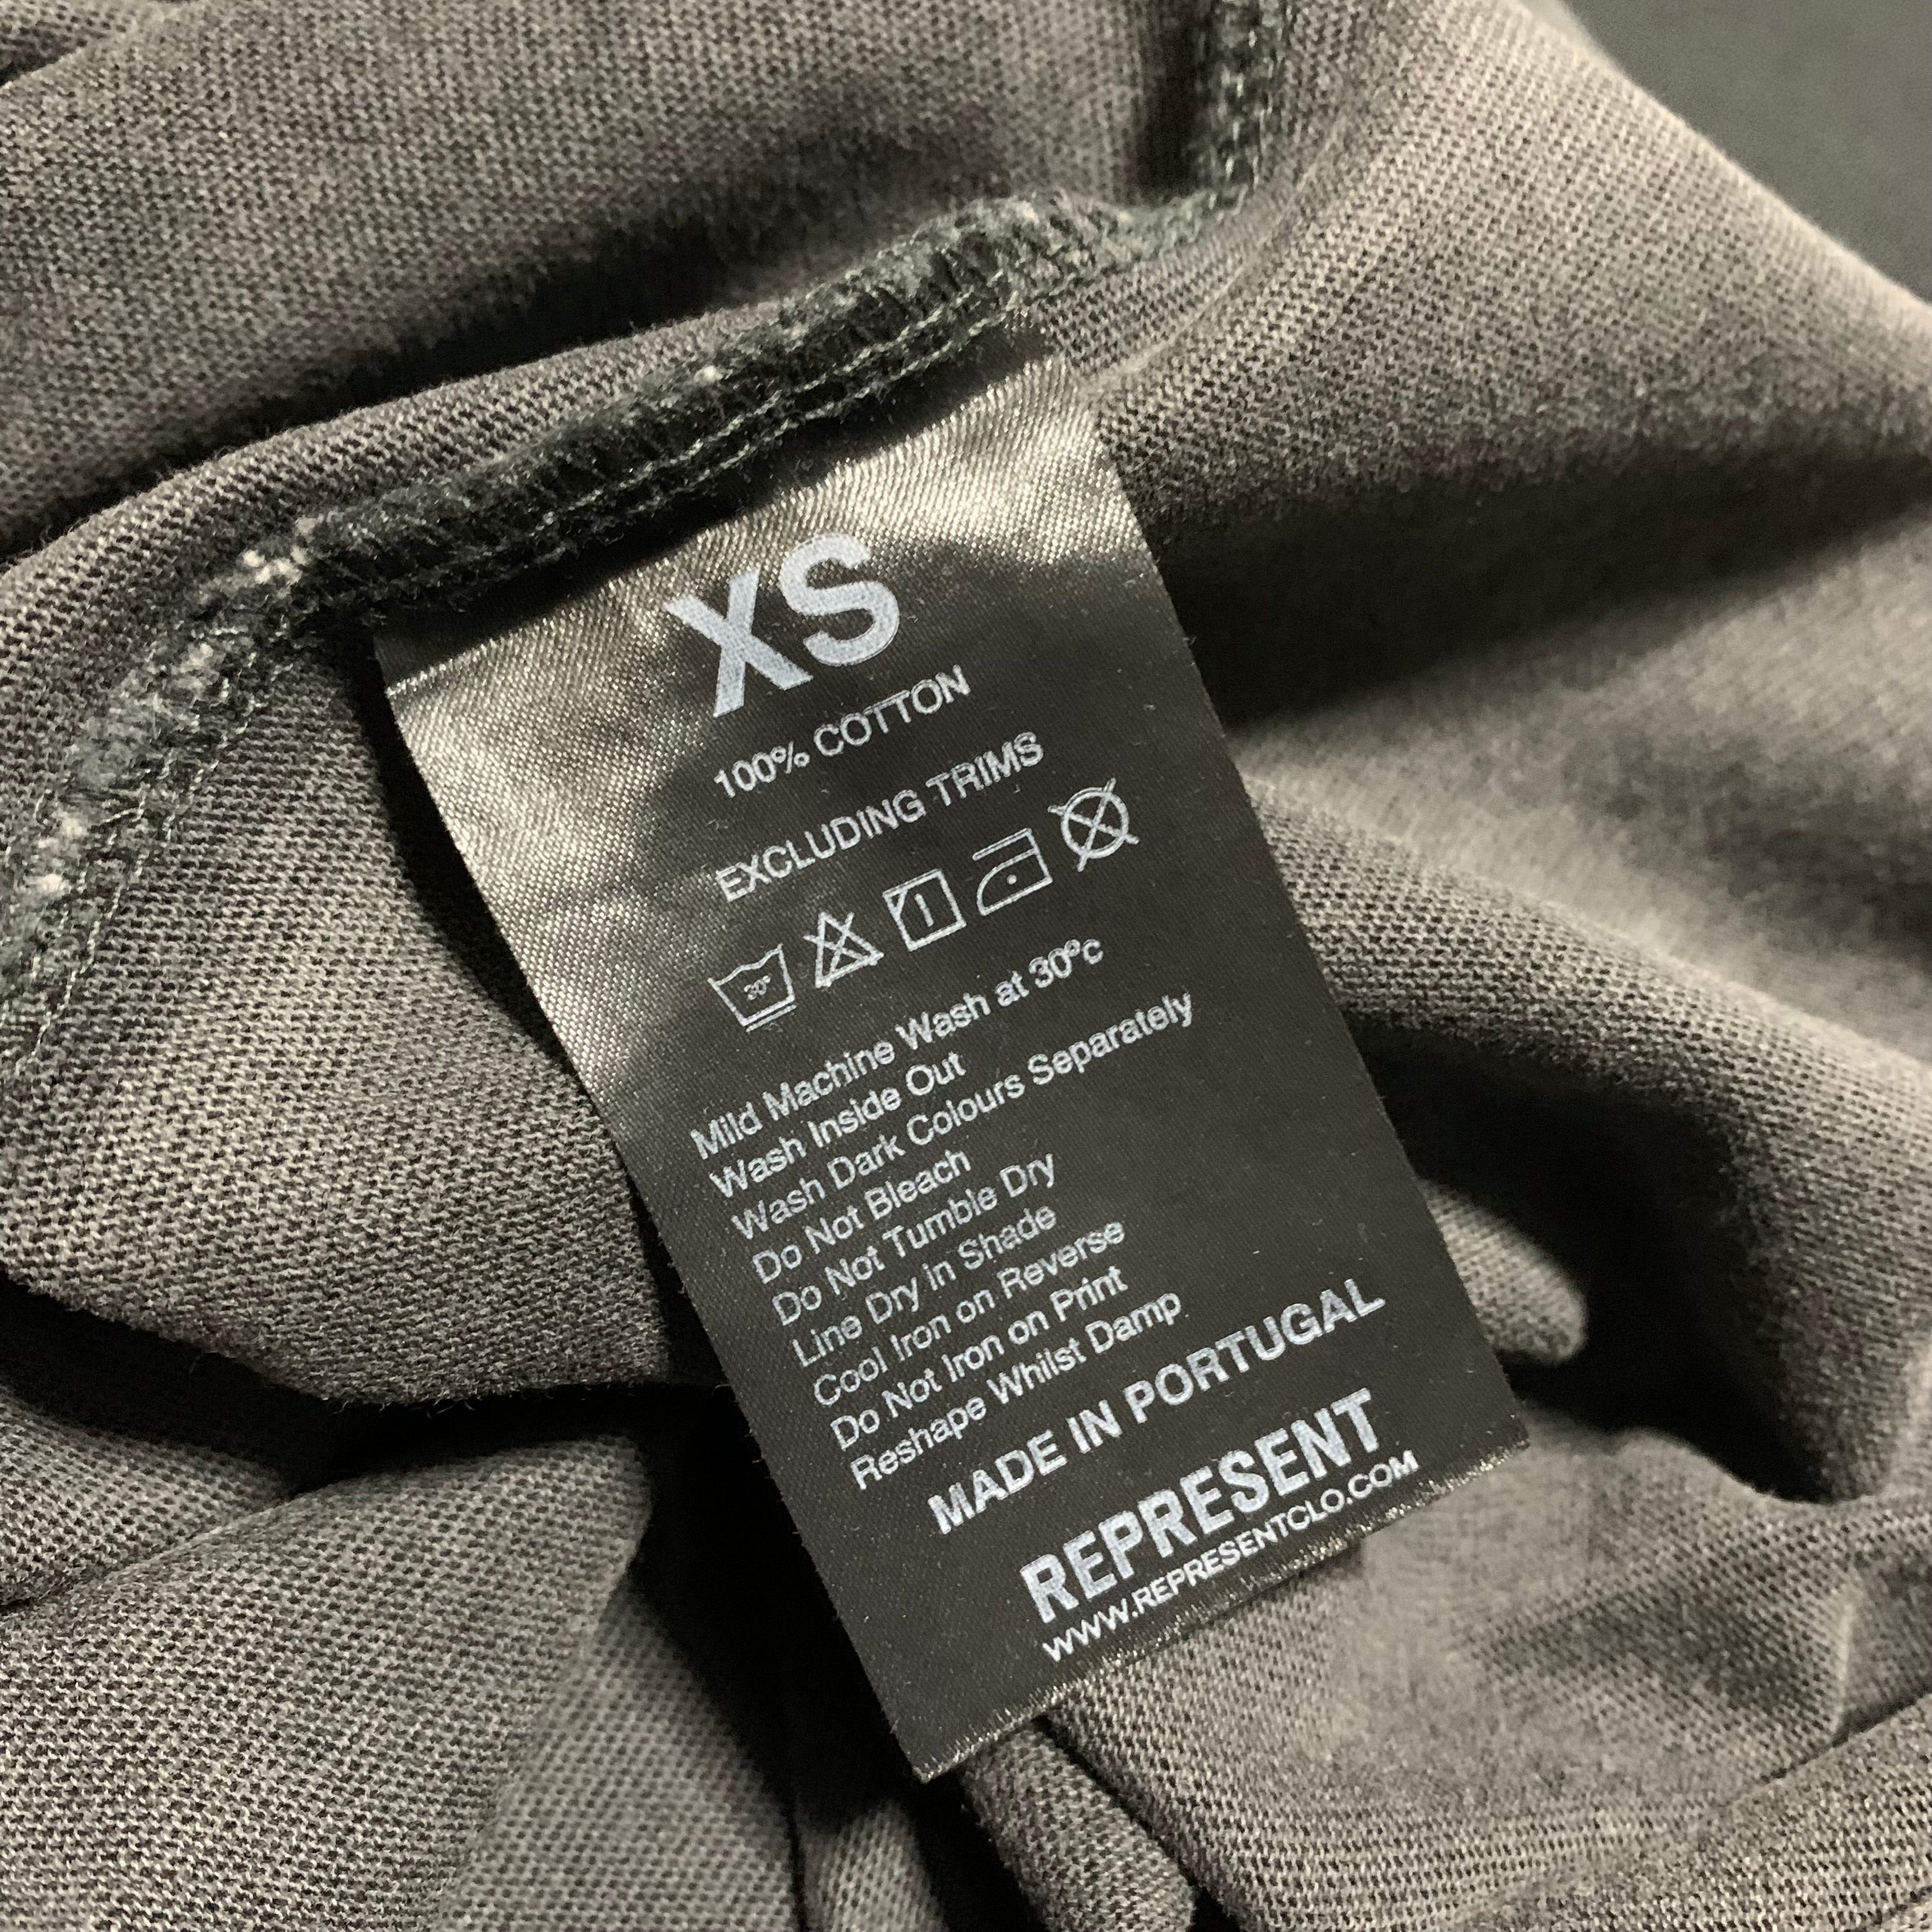 XS
100% COTTON
EXCLUDING TRIMS
30°
Mild Machine Wash at 30ºc
Wash Inside Out
Wash Dark Colours Separately
Do Not Bleach
Do Not Tumble Dry
Line Dry in Shade
Cool Iron on Reverse
Do Not Iron on Print
Reshape Whilst Damp
MADE IN PORTUGAL
REPRESENT
WWW.REPRESENTCLO.COM